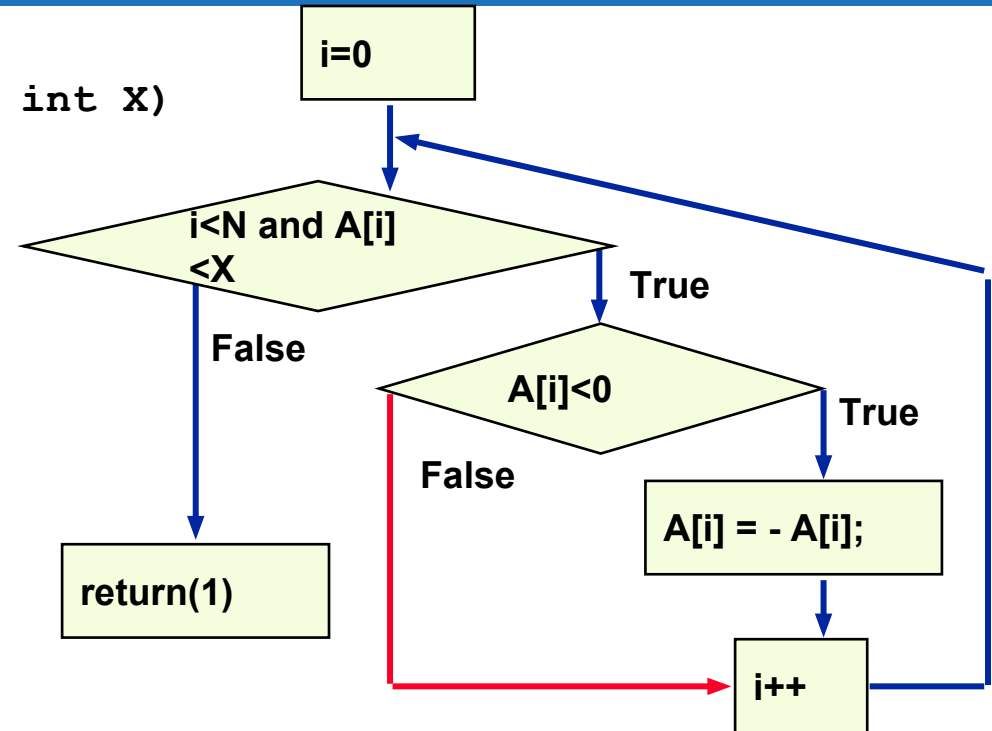 i=0
int X)
i<N and A[i]
<X
True
False
A[i]<0
True
False
A[i] = - A[i];
return(1)
i++